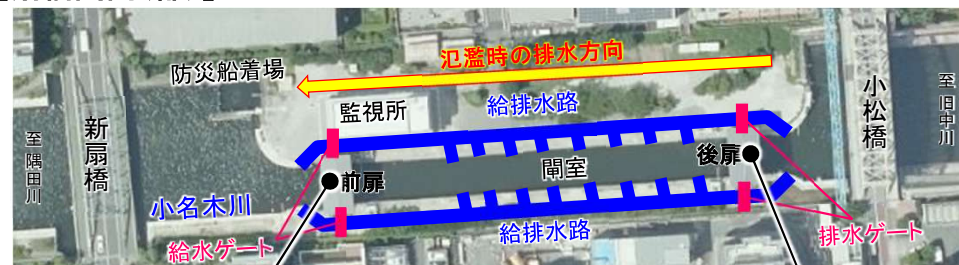 氾濫時の排水方向
防災船着場
監視所
給排水路
新扇橋
至 隅田川
小松橋
至 旧中川
閘室
後扉
前扉
小名木川
給水ゲート
給排水路
排水ゲート